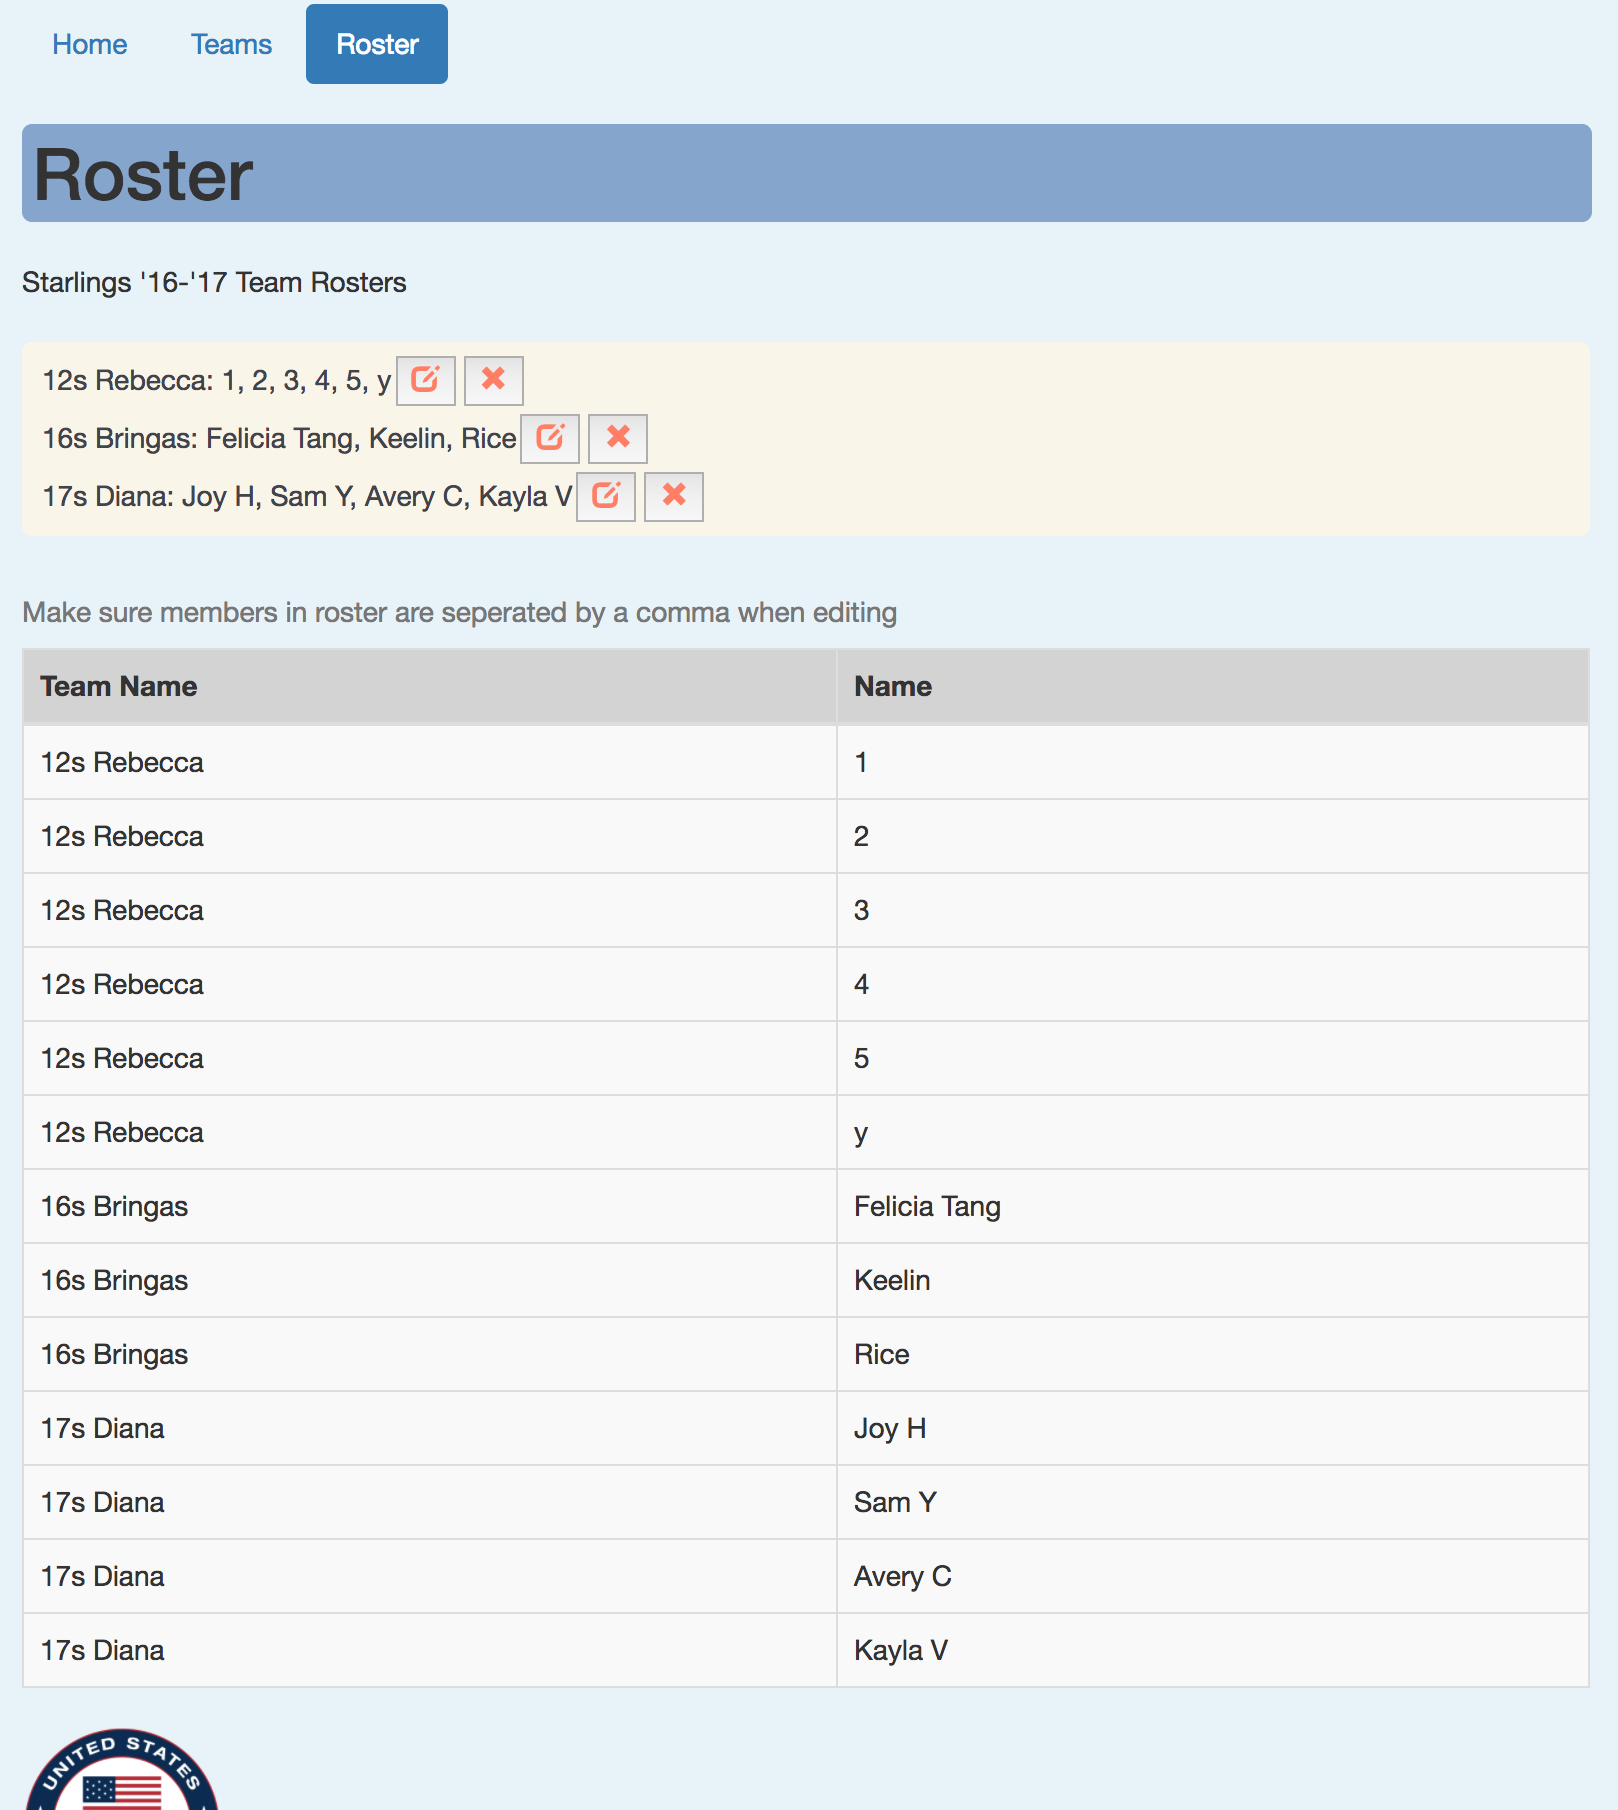 Home Teams Roster
Roster
Starlings '16-'17 Team Rosters
12s Rebecca: 1, 2, 3, 4, 5, y
16s Bringas: Felicia Tang, Keelin, Rice
17s Diana: Joy H, Sam Y, Avery C, Kayla V
Make sure members in roster are seperated by a comma when editing
Team Name Name
12s Rebecca 1
12s Rebecca 2
12s Rebecca 3
12s Rebecca 4
12s Rebecca 5
12s Rebecca y
16s Bringas Felicia Tang
16s Bringas Keelin
16s Bringas Rice
17s Diana Joy H
17s Diana Sam Y
17s Diana Avery C
17s Diana Kayla V
UNITED STATES